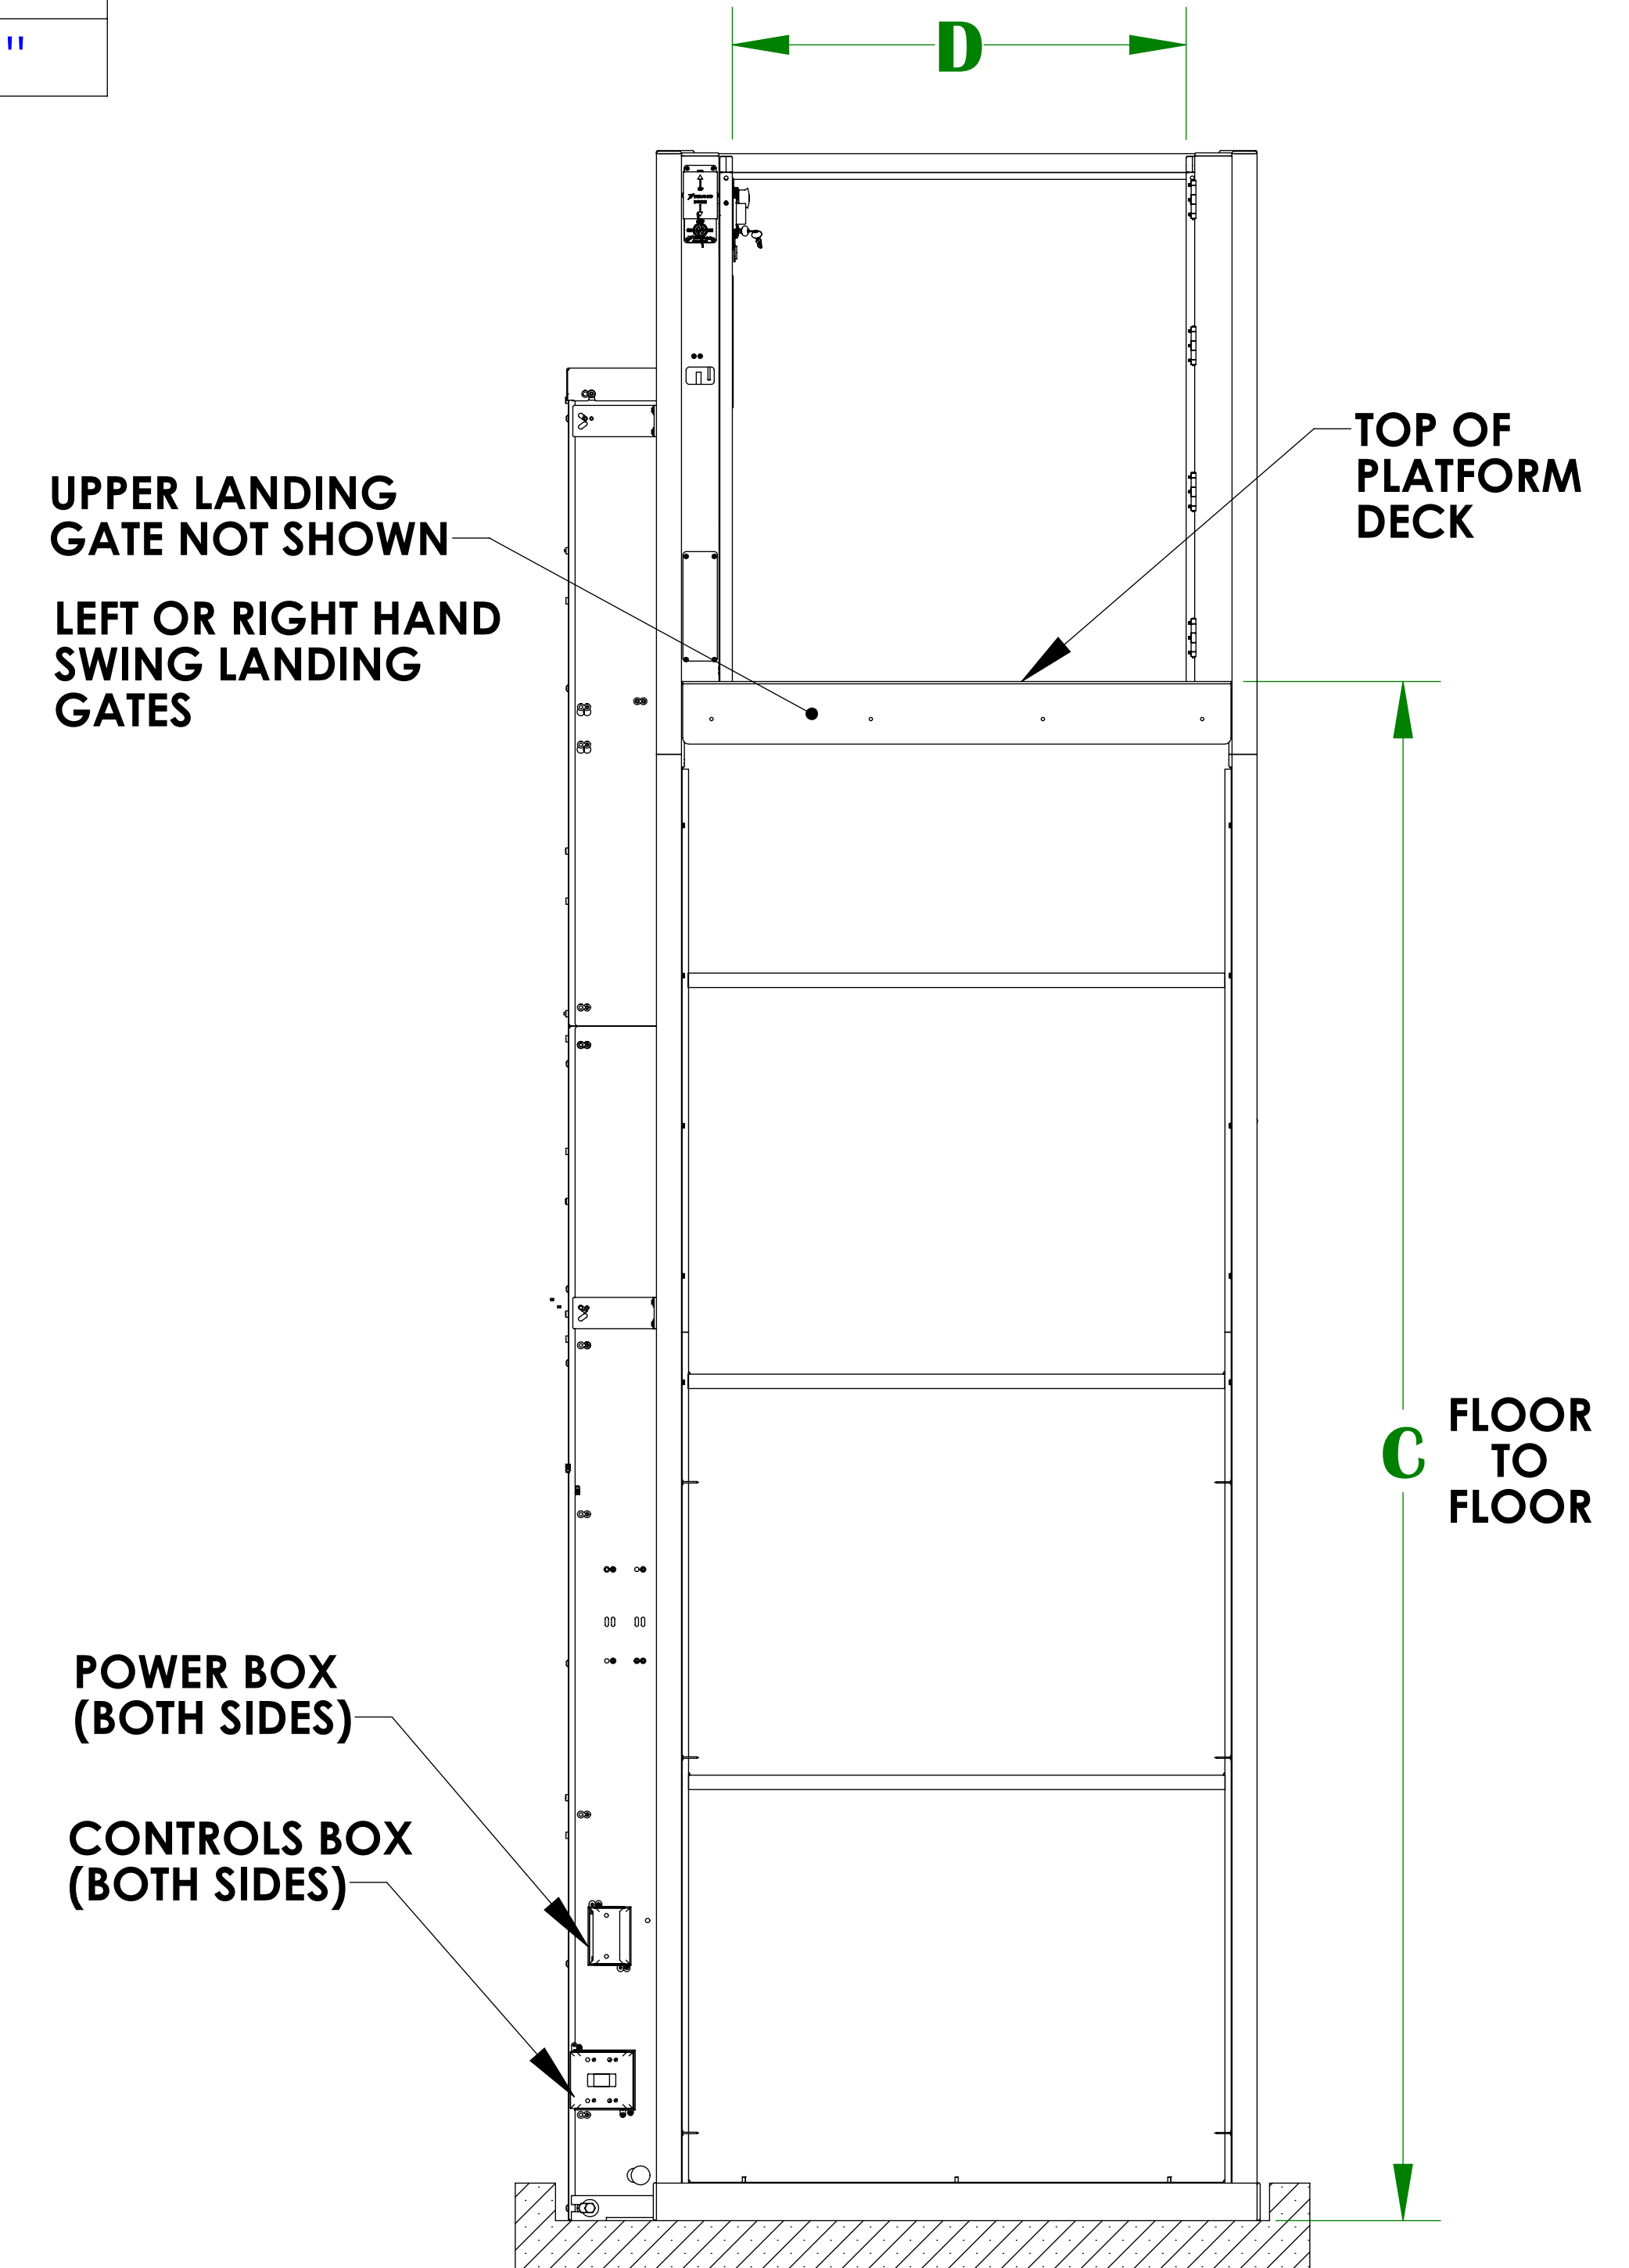 "
D
TOP OF
PLATFORM
DECK
UPPER LANDING
GATE NOT SHOWN
LEFT OR RIGHT HAND
SWING LANDING
GATES
C
FLOOR
TO
FLOOR
POWER BOX
(BOTH SIDES)
CONTROLS BOX
(BOTH SIDES)